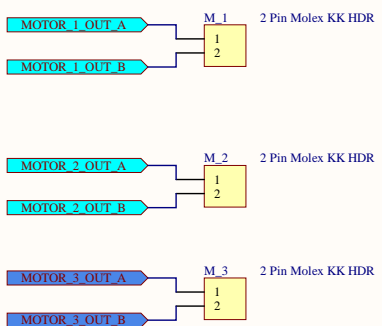 MOTOR_1_OUT_A M_1 2 Pin Molex KK HDR
1
MOTOR_1_OUT_B 2
MOTOR_2_OUT_A M_2 2 Pin Molex KK HDR
1
MOTOR_2_OUT_B 2
MOTOR_3_OUT_A M_3 2 Pin Molex KK HDR
1
MOTOR_3_OUT_B 2